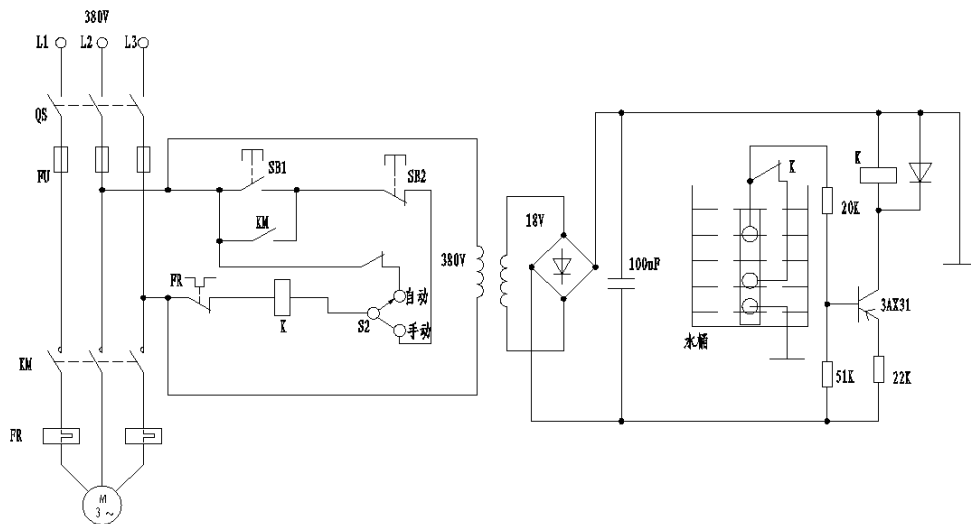 380V
L1
L2
L3
QS
FU
SB1
SB2
KM
FR
K
S2
自动
手动
380V
18V
100uF
K
水桶
20K
K
3AX31
51K
22K
KM
FR
M
3 ~